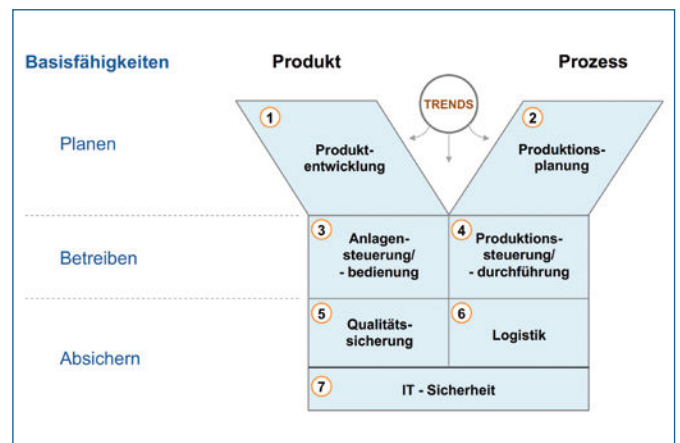 Basisfähigkeiten
Produkt
Prozess
TRENDS
Planen
1
Produkt-
entwicklung
2
Produktions-
planung
Betreiben
3
Anlagen-
steuerung/
- bedienung
4
Produktions-
steuerung/
- durchführung
Absichern
5
Qualitäts-
sicherung
6
Logistik
7
IT - Sicherheit